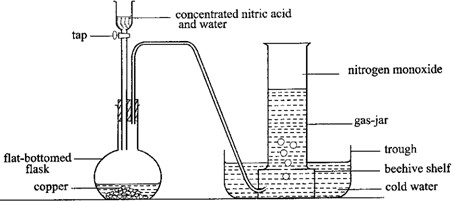 concentrated nitric acid
and water
tap
nitrogen monoxide
gas-jar
trough
flat-bottomed
flask
beehive shelf
copper
cold water